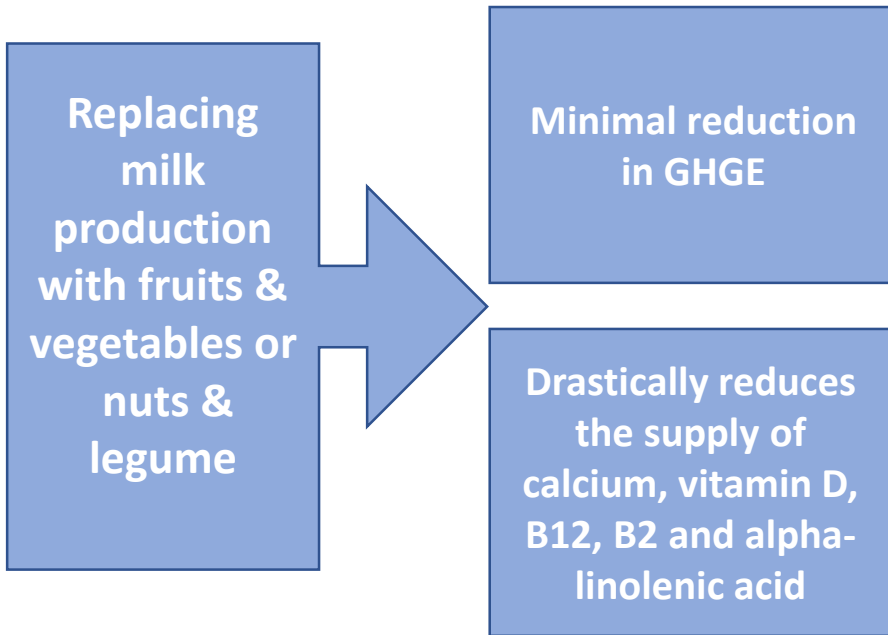 Replacing
milk
production
with fruits &
vegetables or
nuts &
legume
Minimal reduction
in GHGE
Drastically reduces
the supply of
calcium, vitamin D,
B12, B2 and alpha-
linolenic acid